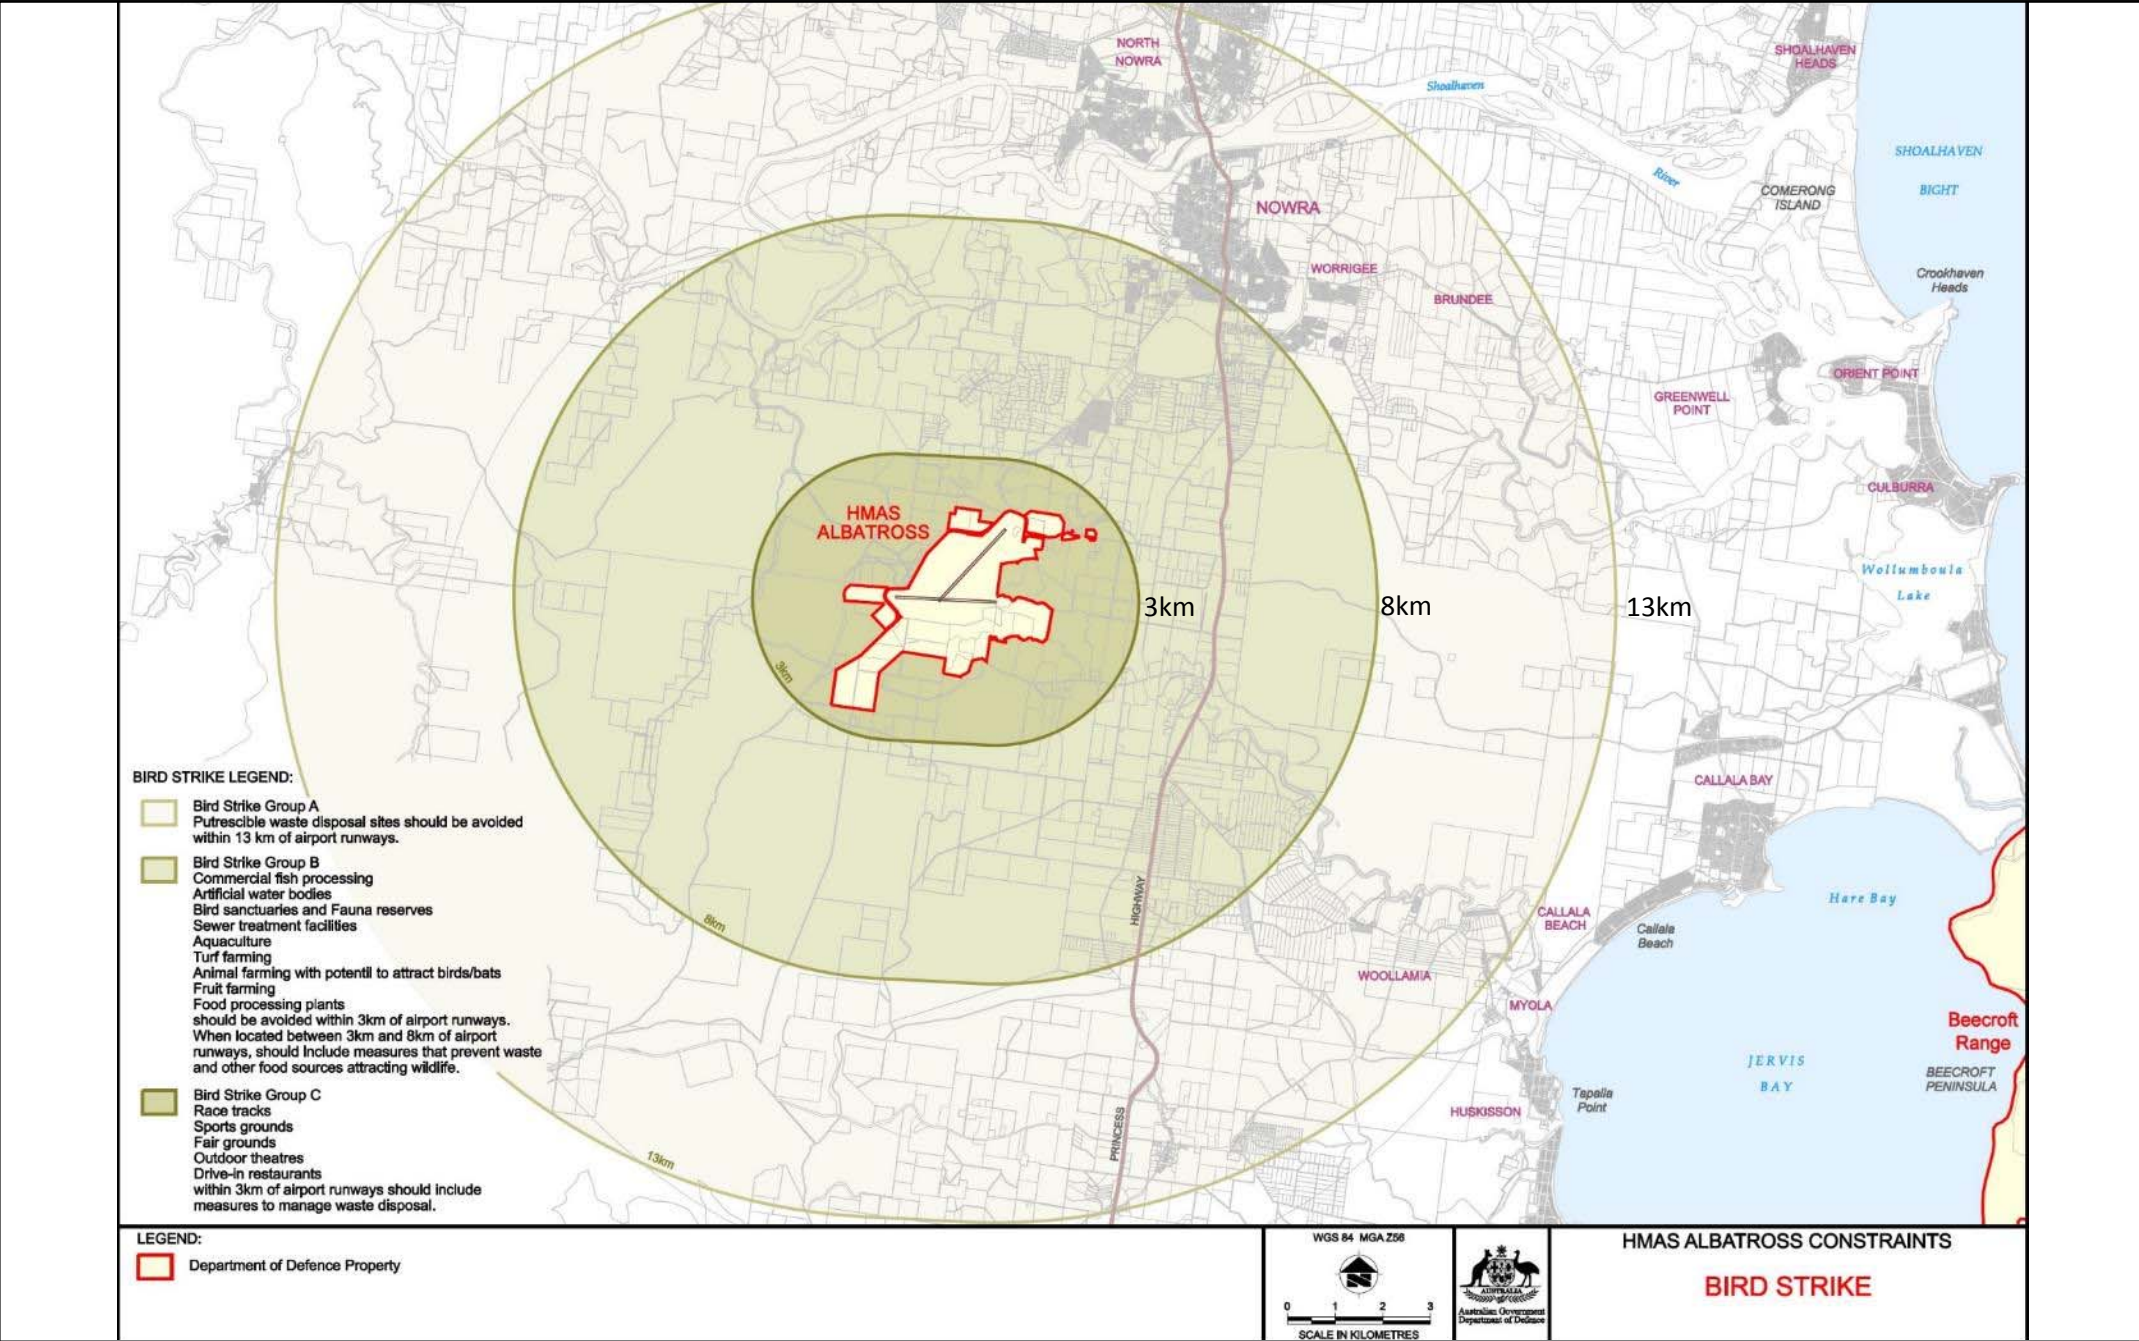 NORTH
NOWRA
SHOALHAVEN
HEADS
Shoalhaven
River
SHOALHAVEN
BIGHT
COMERONG
ISLAND
NOWRA
WORRIGEE
BRUNDEE
Crookhaven
Heads
ORIENT POINT
GREENWELL
POINT
CULBURRA
HMAS
ALBATROSS
Wollumboula
Lake
3km
8km
13km
3km
CALLALA BAY
Hare Bay
HIGHWAY
CALLALA
BEACH
Callala
Beach
8km
WOOLLAMIA
MYOLA
Beecroft
Range
JERVIS
BAY
BEECROFT
PENINSULA
Tapalla
Point
HUSKISSON
PRINCESS
13km
BIRD STRIKE LEGEND:
Bird Strike Group A
Putrescible waste disposal sites should be avoided
within 13 km of airport runways.
Bird Strike Group B
Commercial fish processing
Artificial water bodies
Bird sanctuaries and Fauna reserves
Sewer treatment facilities
Aquaculture
Turf farming
Animal farming with potentil to attract birds/bats
Fruit farming
Food processing plants
should be avoided within 3km of airport runways.
When located between 3km and 8km of airport
runways, should Include measures that prevent waste
and other food sources attracting wildlife.
Bird Strike Group C
Race tracks
Sports grounds
Fair grounds
Outdoor theatres
Drive-in restaurants
within 3km of airport runways should include
measures to manage waste disposal.
LEGEND:
Department of Defence Property
WGS 84 MGA Z56
N
0 1 2 3
SCALE IN KILOMETRES
AUSTRALIA
Australian Government
Department of Defence
HMAS ALBATROSS CONSTRAINTS
BIRD STRIKE